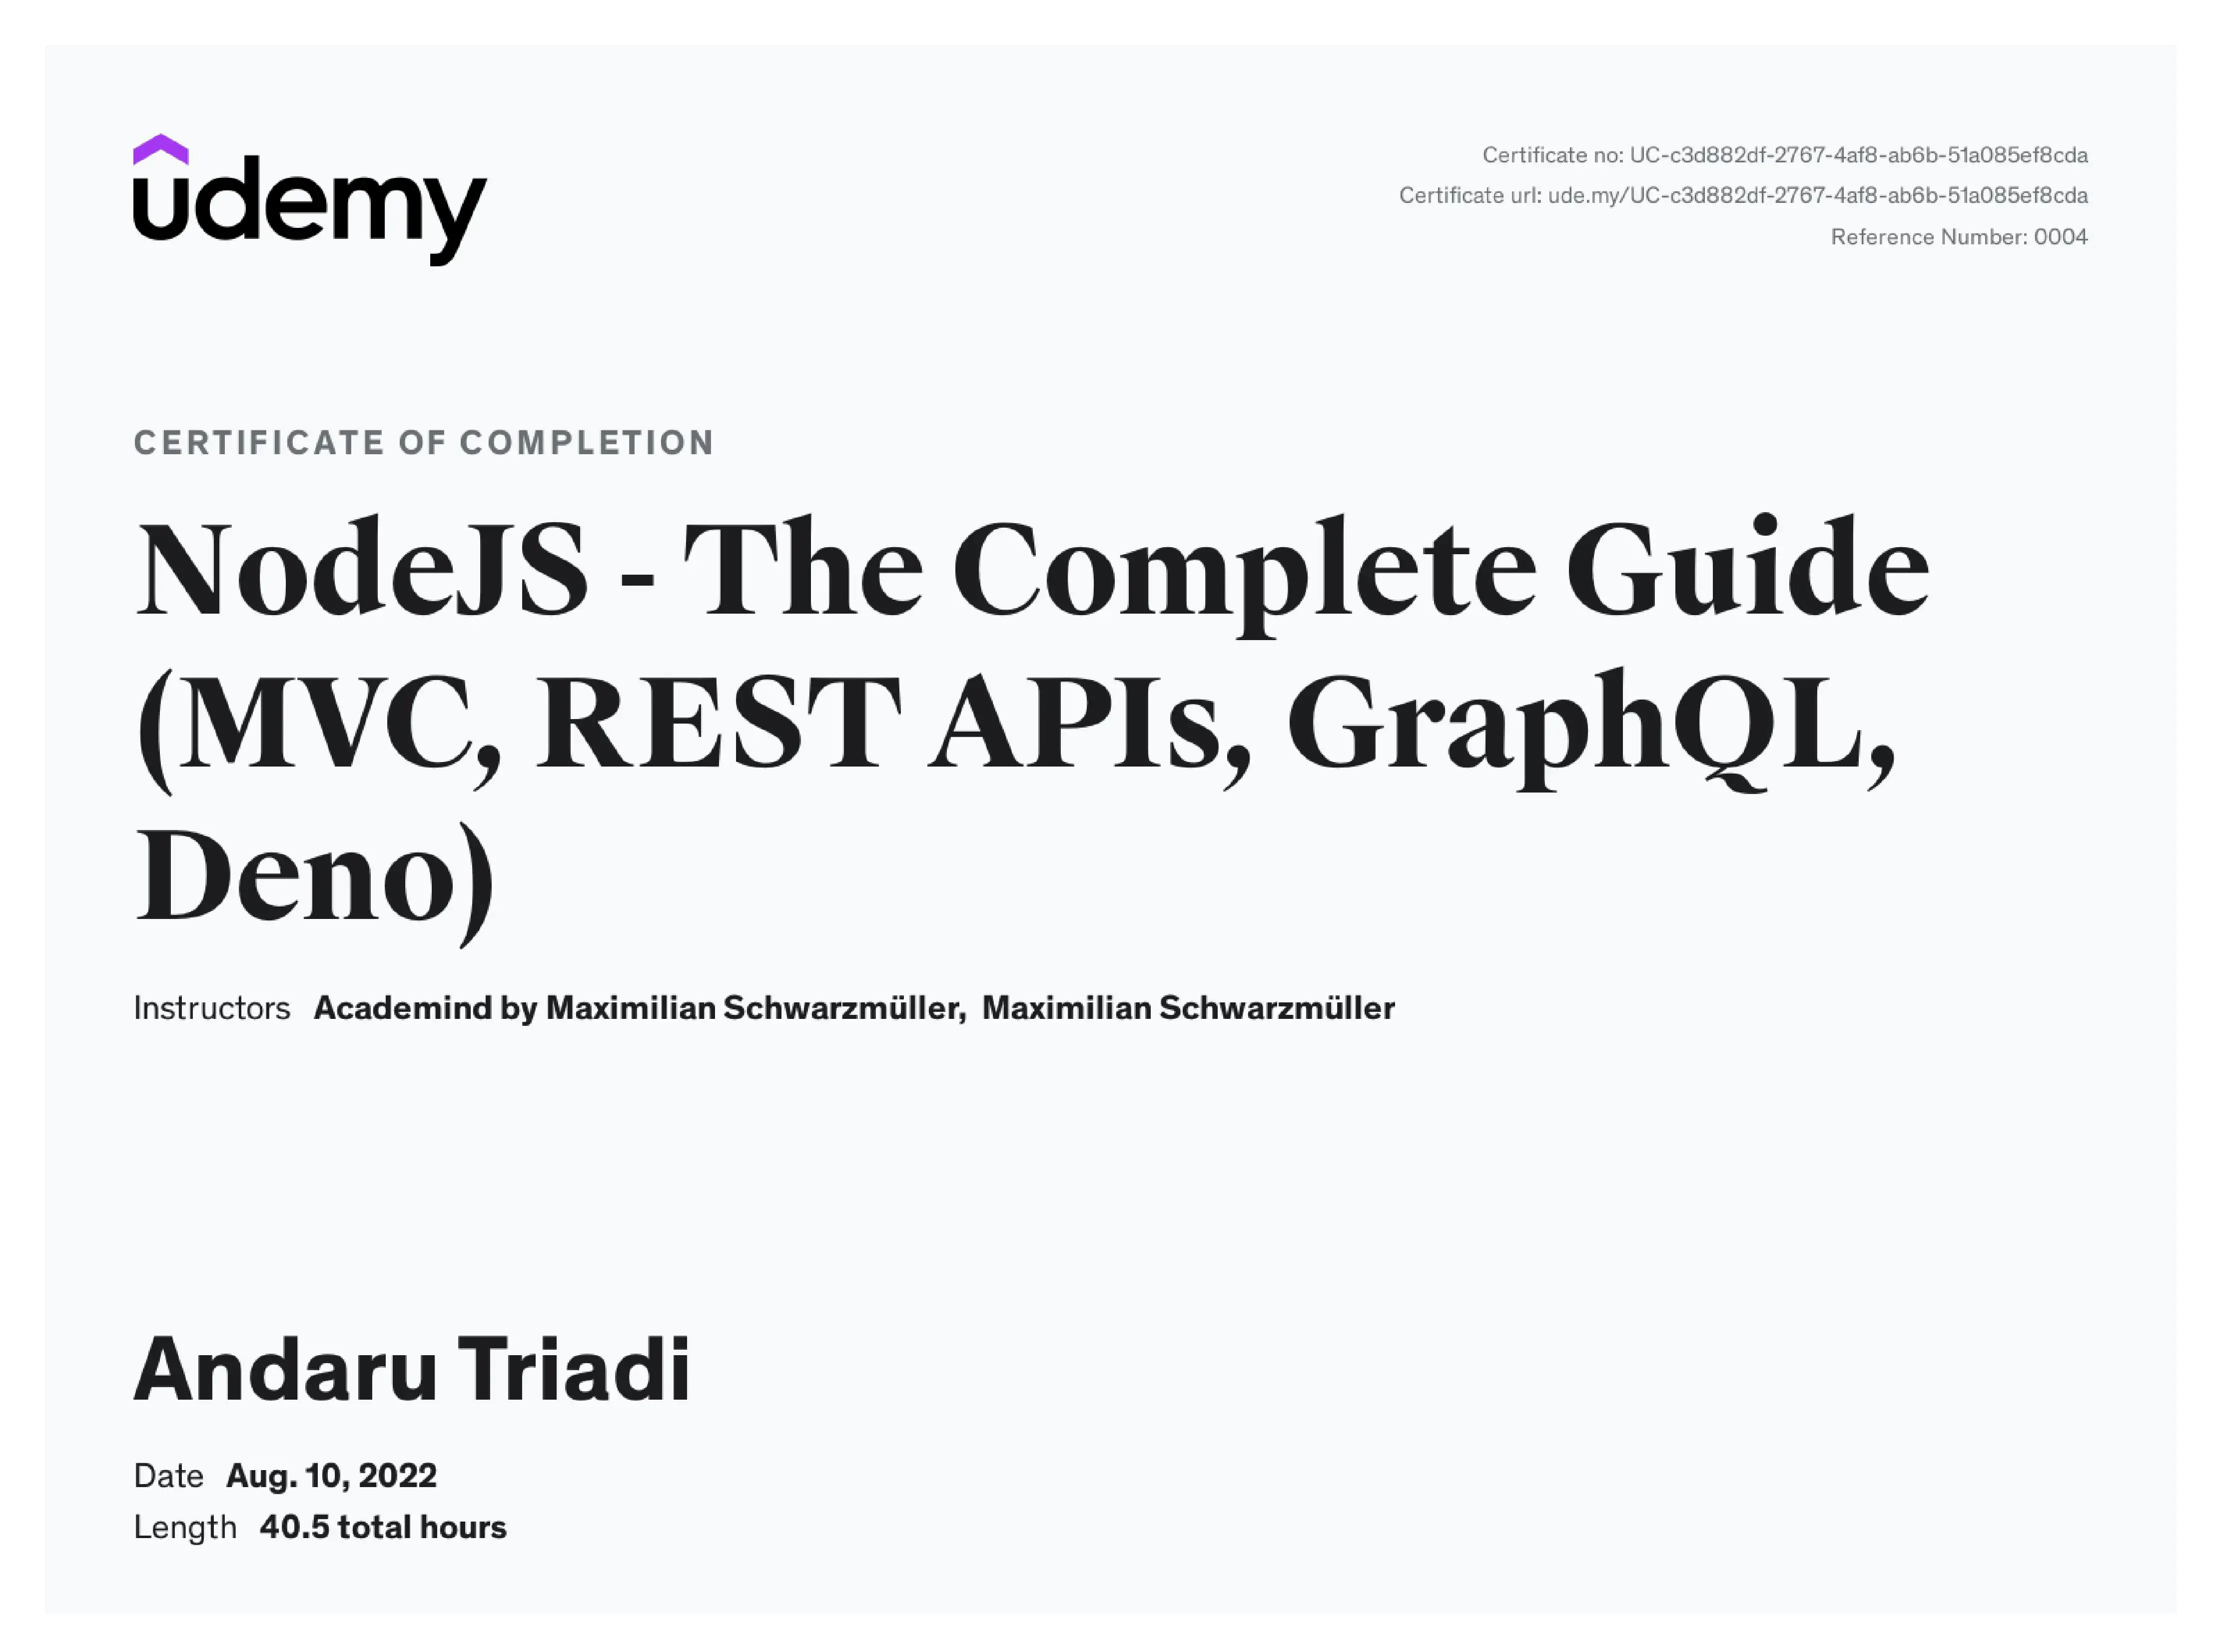 udemy
Certificate no: UC-c3d882df-2767-4af8-ab6b-51a085ef8cda
Certificate url: ude.my/UC-c3d882df-2767-4af8-ab6b-51a085ef8cda
Reference Number: 0004
CERTIFICATE OF COMPLETION
NodeJS - The Complete Guide
(MVC, REST APIs, GraphQL,
Deno)
Instructors Academind by Maximilian Schwarzmüller, Maximilian Schwarzmüller
Andaru Triadi
Date Aug. 10, 2022
Length 40.5 total hours